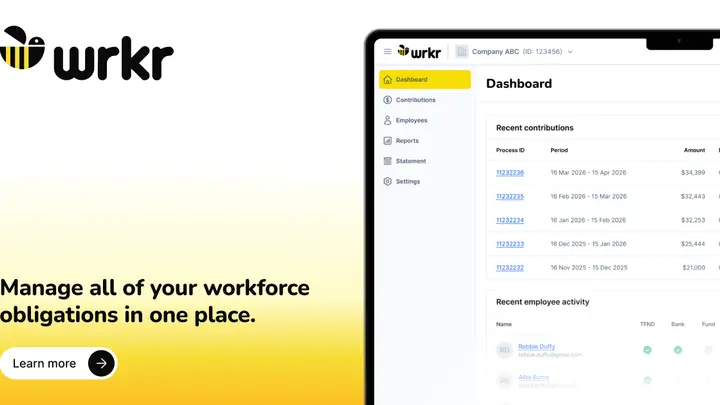 wrkr
Manage all of your workforce
obligations in one place.
Learn more
wrkr
Company ABC (ID: 123456)
Dashboard
Contributions
Employees
Reports
Statement
Settings
Dashboard
Recent contributions
Process ID Period Amount
11232236 16 Mar 2026 - 15 Apr 2026 $34,399
11232235 16 Feb 2026 - 15 Mar 2026 $32,443
11232234 16 Jan 2026 - 15 Feb 2026 $32,253
11232233 16 Dec 2025 - 15 Jan 2026 $25,444
11232232 16 Nov 2025 - 15 Dec 2025 $21,000
Recent employee activity
Name TFND Bank Fund
RD Robbie Duffy